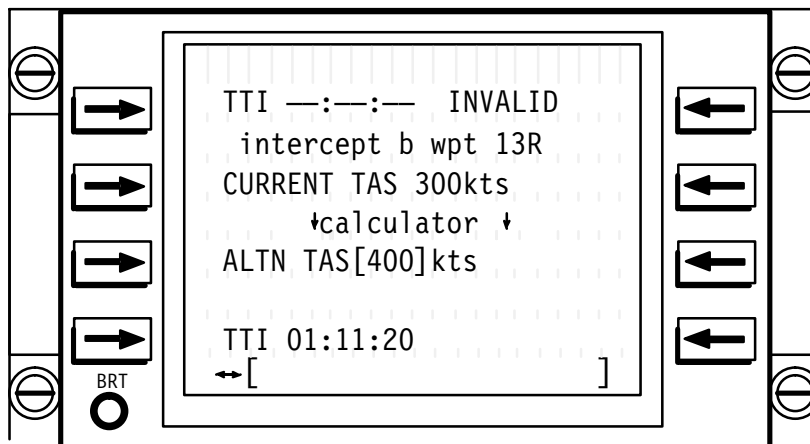 TTI ——:——:—— INVALID
intercept b wpt 13R
CURRENT TAS 300kts
↓calculator ↓
ALTN TAS[400]kts
TTI 01:11:20
↔[ ]
BRT